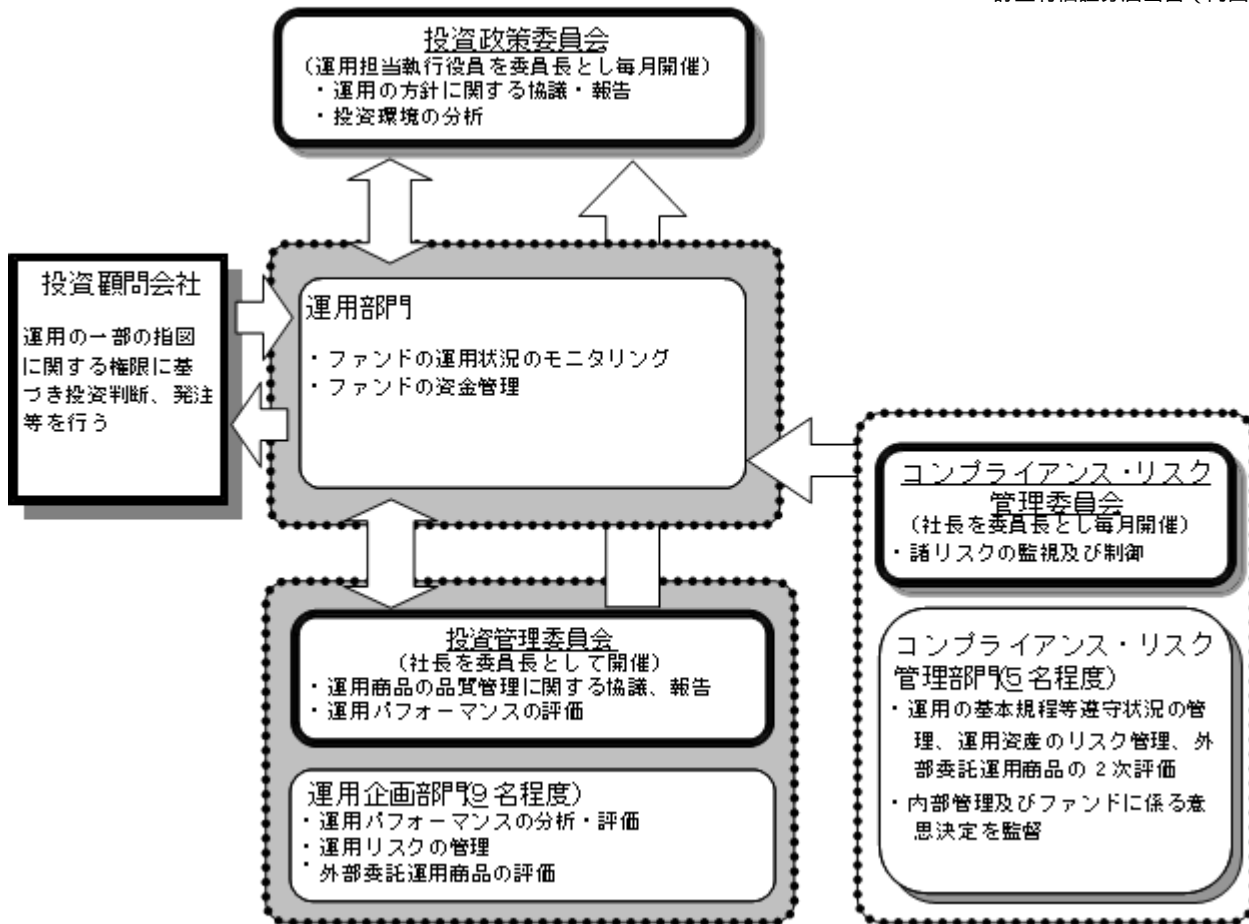 投資政策委員会
(運用担当執行役員を委員長とし毎月開催)
・運用の方針に関する協議・報告
・投資環境の分析
投資顧問会社
運用の一部の指図
に関する権限に基
づき投資判断、発注
等を行う
運用部門
・ファンドの運用状況のモニタリング
・ファンドの資金管理
コンプライアンス・リスク
管理委員会
(社長を委員長とし毎月開催)
・諸リスクの監視及び制御
投資管理委員会
(社長を委員長として開催)
・運用商品の品質管理に関する協議、報告
・運用パフォーマンスの評価
運用企画部門(9名程度)
・運用パフォーマンスの分析・評価
・運用リスクの管理
・外部委託運用商品の評価
コンプライアンス・リスク
管理部門(5名程度)
・運用の基本規程等遵守状況の管
理、運用資産のリスク管理、外
部委託運用商品の2次評価
・内部管理及びファンドに係る意
思決定を監督